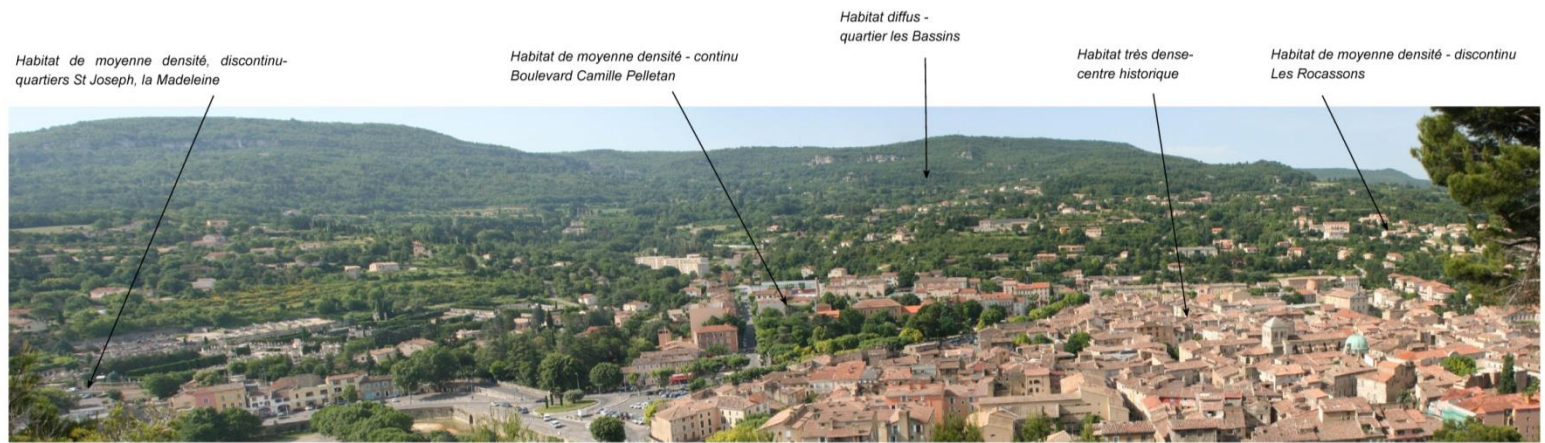 Habitat de moyenne densité, discontinu-
quartiers St Joseph, la Madeleine
Habitat de moyenne densité - continu
Boulevard Camille Pelletan
Habitat diffus -
quartier les Bassins
Habitat très dense-
centre historique
Habitat de moyenne densité - discontinu
Les Rocassons